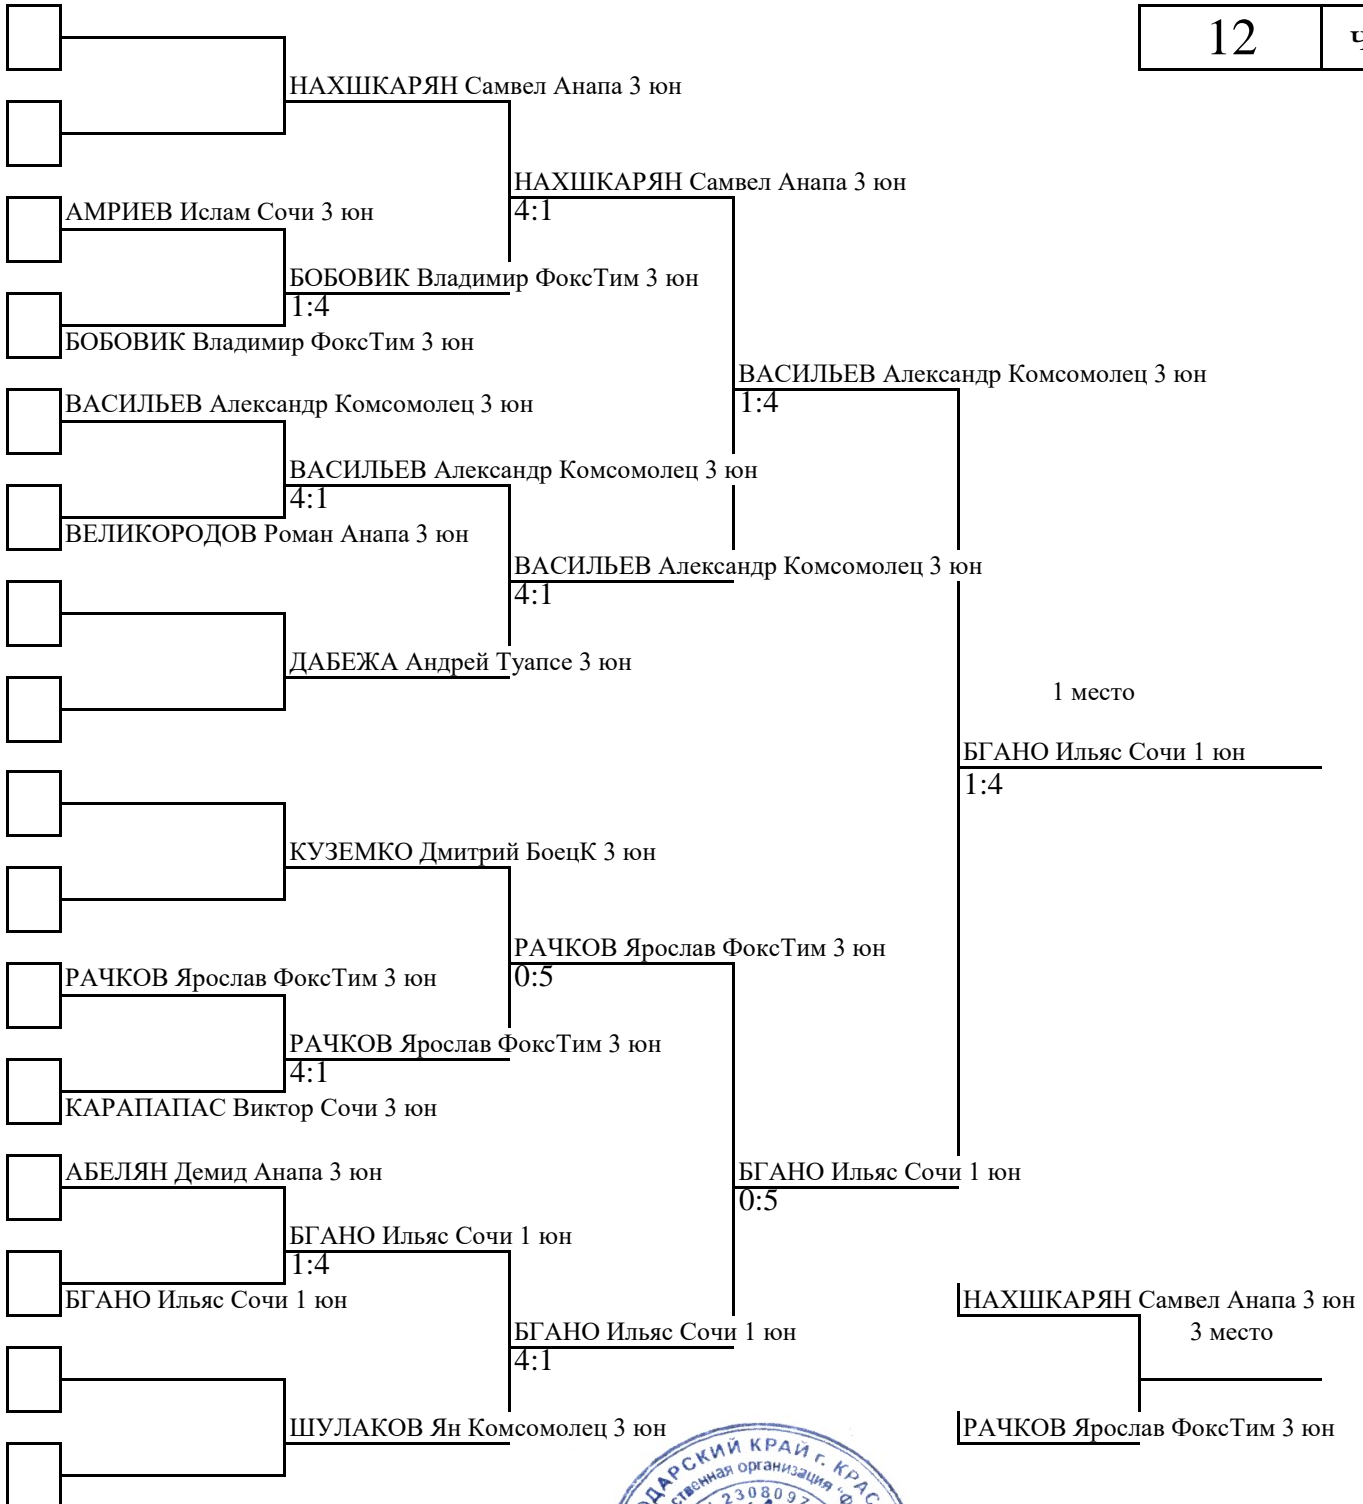 12
НАХШКАРЯН Самвел Анапа 3 юн
НАХШКАРЯН Самвел Анапа 3 юн
4:1
АМРИЕВ Ислам Сочи 3 юн
БОБОВИК Владимир ФоксТим 3 юн
1:4
БОБОВИК Владимир ФоксТим 3 юн
ВАСИЛЬЕВ Александр Комсомолец 3 юн
1:4
ВАСИЛЬЕВ Александр Комсомолец 3 юн
ВАСИЛЬЕВ Александр Комсомолец 3 юн
4:1
ВЕЛИКОРОДОВ Роман Анапа 3 юн
ВАСИЛЬЕВ Александр Комсомолец 3 юн
4:1
ДАБЕЖА Андрей Туапсе 3 юн
1 место
БГАНО Ильяс Сочи 1 юн
1:4
КУЗЕМКО Дмитрий БоецК 3 юн
РАЧКОВ Ярослав ФоксТим 3 юн
0:5
РАЧКОВ Ярослав ФоксТим 3 юн
РАЧКОВ Ярослав ФоксТим 3 юн
4:1
КАРАПАПАС Виктор Сочи 3 юн
АБЕЛЯН Демид Анапа 3 юн
БГАНО Ильяс Сочи 1 юн
0:5
БГАНО Ильяс Сочи 1 юн
1:4
БГАНО Ильяс Сочи 1 юн
НАХШКАРЯН Самвел Анапа 3 юн
3 место
БГАНО Ильяс Сочи 1 юн
4:1
ШУЛАКОВ Ян Комсомолец 3 юн
РАЧКОВ Ярослав ФоксТим 3 юн
КРАЙ г.
организация